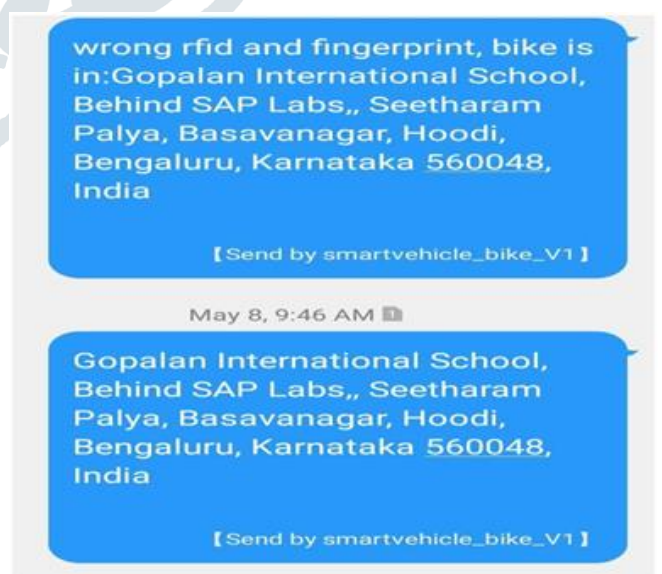 wrong rfid and fingerprint, bike is
in:Gopalan International School,
Behind SAP Labs,, Seetharam
Palya, Basavanagar, Hoodi,
Bengaluru, Karnataka 560048,
India
【Send by smartvehicle_bike_V1】
May 8, 9:46 AM 1
Gopalan International School,
Behind SAP Labs,, Seetharam
Palya, Basavanagar, Hoodi,
Bengaluru, Karnataka 560048,
India
【Send by smartvehicle_bike_V1】